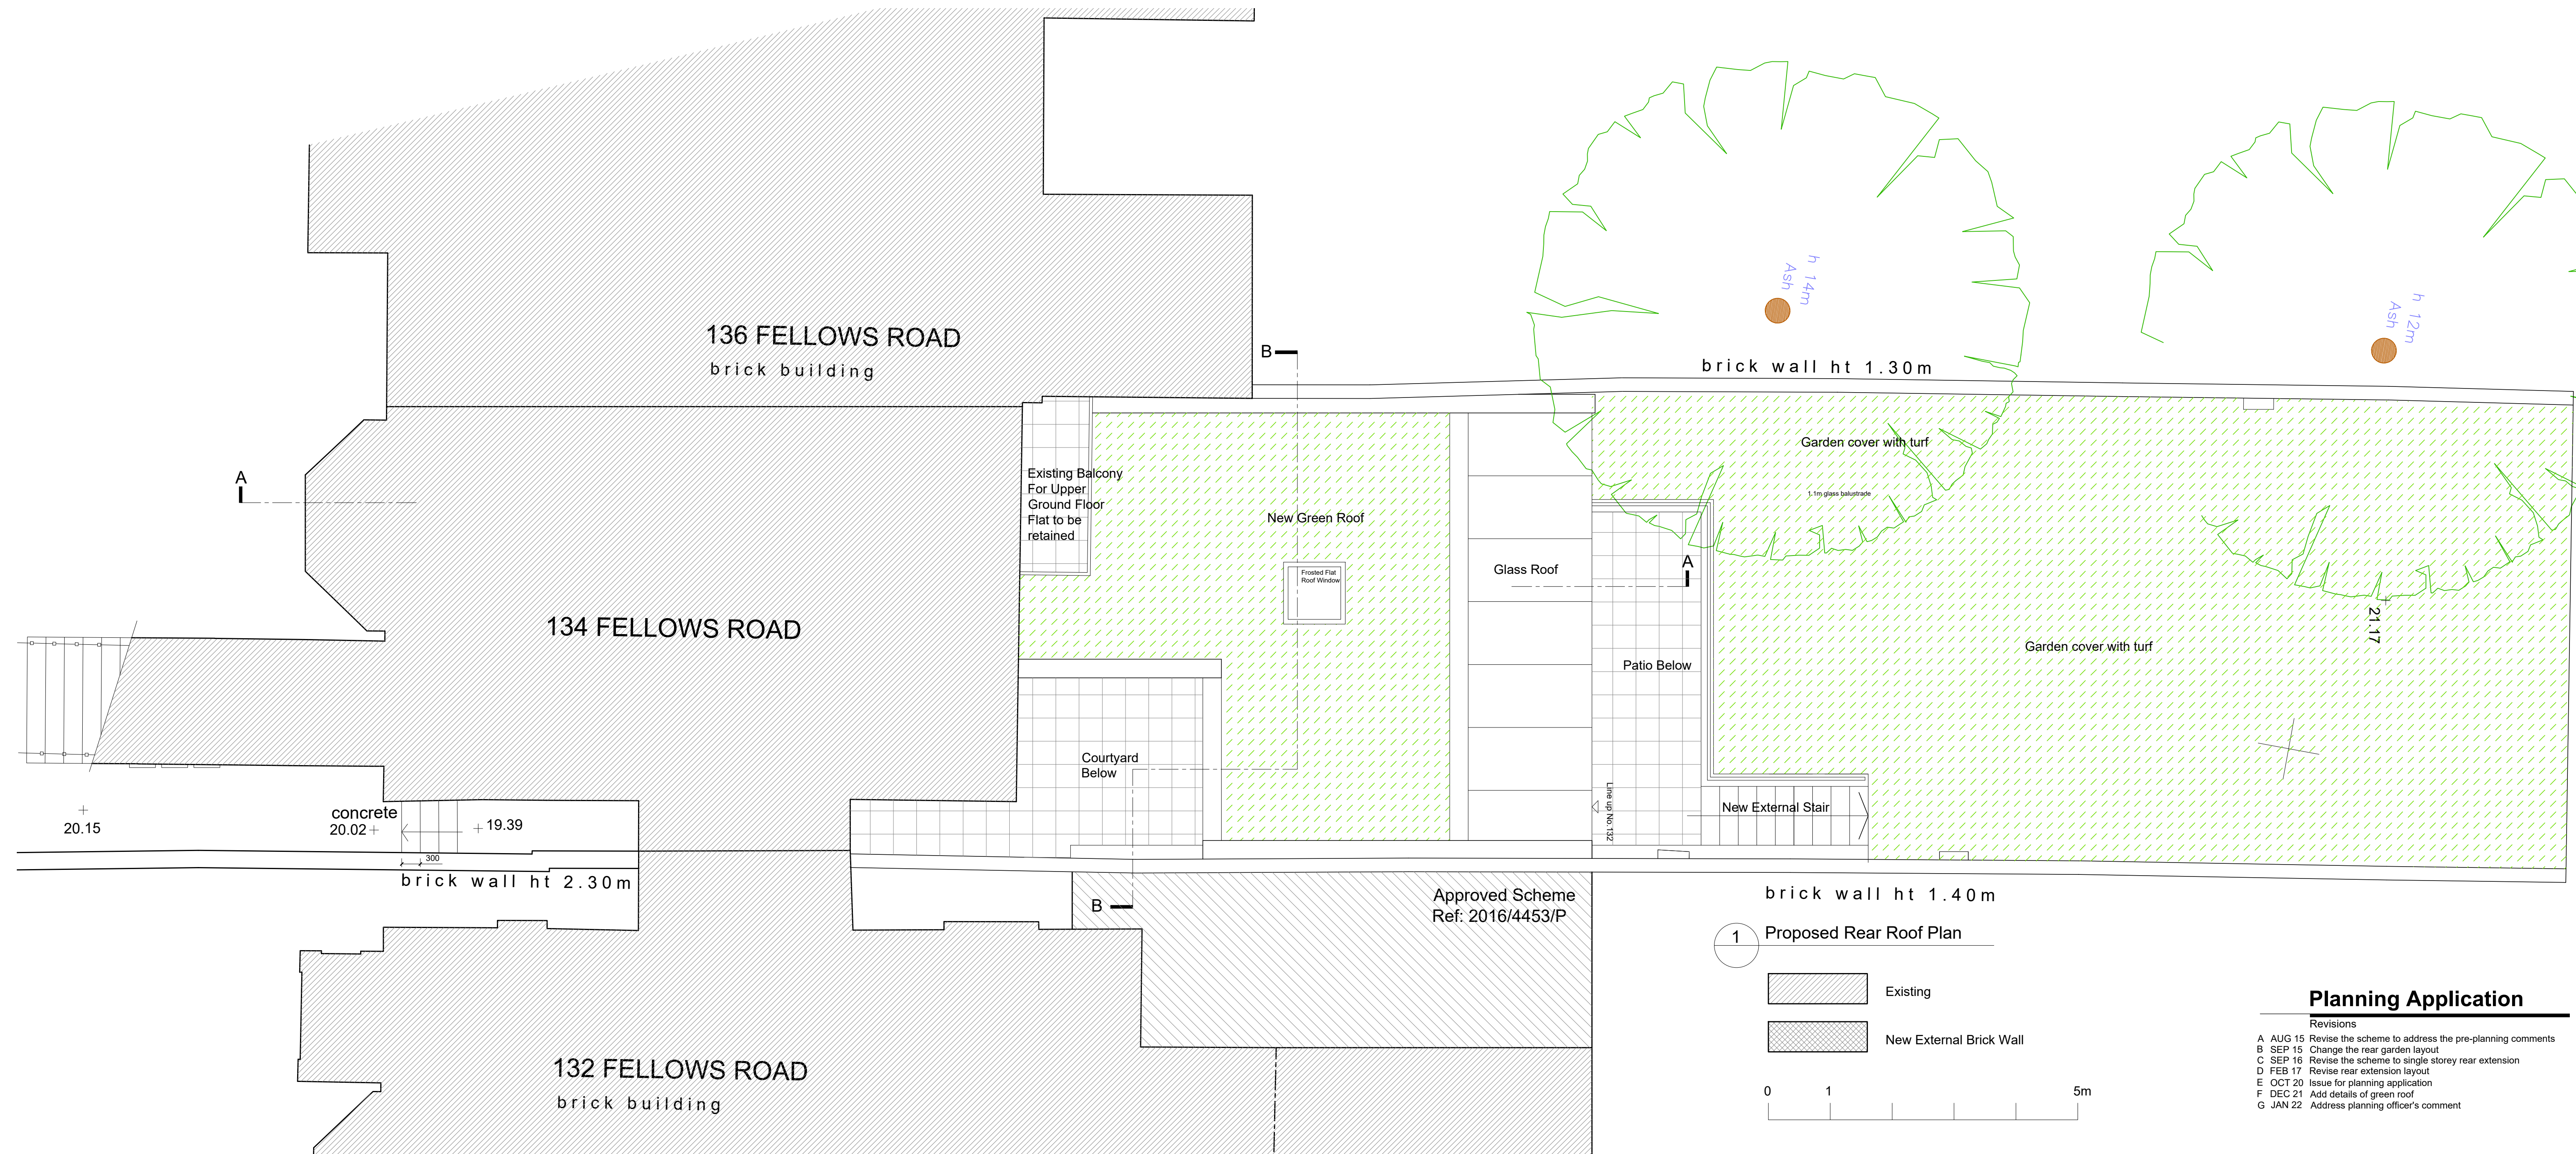 136 FELLOWS ROAD
brick building
B
h 14m
Ash
h 12m
Ash
brick wall ht 1.30m
A
Existing Balcony
For Upper
Ground Floor
Flat to be
retained
New Green Roof
Garden cover with turf
1.1m glass balustrade
Frosted Flat
Roof Window
Glass Roof
A
134 FELLOWS ROAD
Patio Below
Garden cover with turf
21.17
Courtyard
Below
Line up No.132
New External Stair
concrete
20.15
20.02
19.39
300
brick wall ht 2.30m
B
Approved Scheme
Ref: 2016/4453/P
brick wall ht 1.40m
1
Proposed Rear Roof Plan
Existing
New External Brick Wall
132 FELLOWS ROAD
brick building
0 1 5m
Planning Application
Revisions
A AUG 15 Revise the scheme to address the pre-planning comments
B SEP 15 Change the rear garden layout
C SEP 16 Revise the scheme to single storey rear extension
D FEB 17 Revise rear extension layout
E OCT 20 Issue for planning application
F DEC 21 Add details of green roof
G JAN 22 Address planning officer's comment